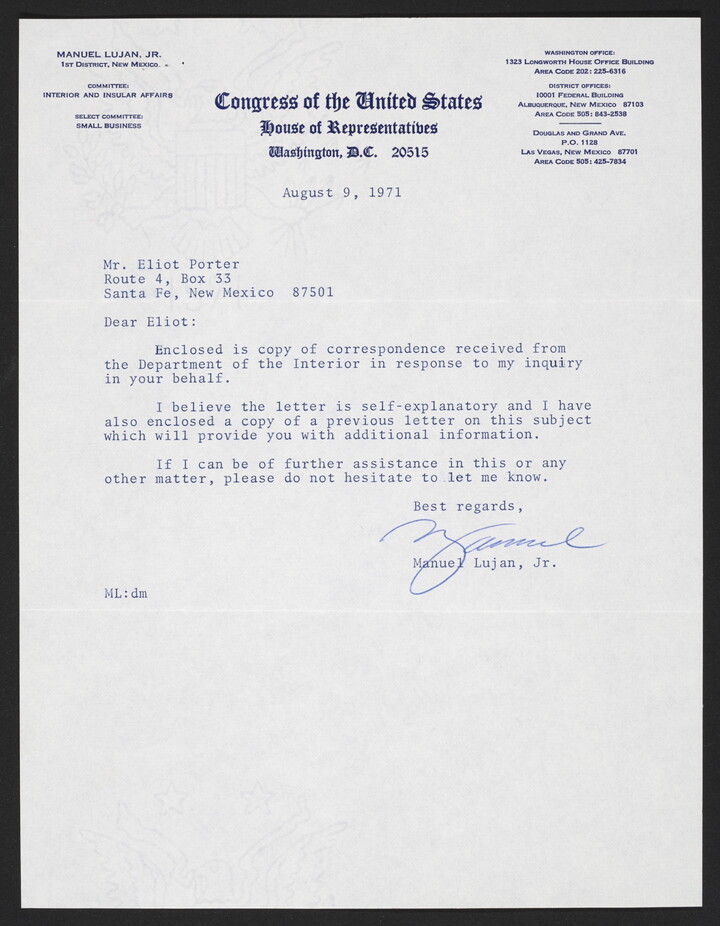 MANUEL LUJAN, JR.
1ST DISTRICT, NEW MEXICO
COMMITTEE:
INTERIOR AND INSULAR AFFAIRS
SELECT COMMITTEE:
SMALL BUSINESS
Congress of the United States
House of Representatives
Washington, D.C. 20515
WASHINGTON OFFICE:
1323 LONGWORTH HOUSE OFFICE BUILDING
AREA CODE 202: 225-6316
DISTRICT OFFICES:
10001 FEDERAL BUILDING
ALBUQUERQUE, NEW MEXICO 87103
AREA CODE 505: 843-2538
DOUGLAS AND GRAND AVE.
P.O. 1128
LAS VEGAS, NEW MEXICO 87701
AREA CODE 505: 425-7834
August 9, 1971
Mr. Eliot Porter
Route 4, Box 33
Santa Fe, New Mexico 87501
Dear Eliot:
Enclosed is copy of correspondence received from
the Department of the Interior in response to my inquiry
in your behalf.
I believe the letter is self-explanatory and I have
also enclosed a copy of a previous letter on this subject
which will provide you with additional information.
If I can be of further assistance in this or any
other matter, please do not hesitate to let me know.
Best regards,
Manuel
Manuel Lujan, Jr.
ML:dm